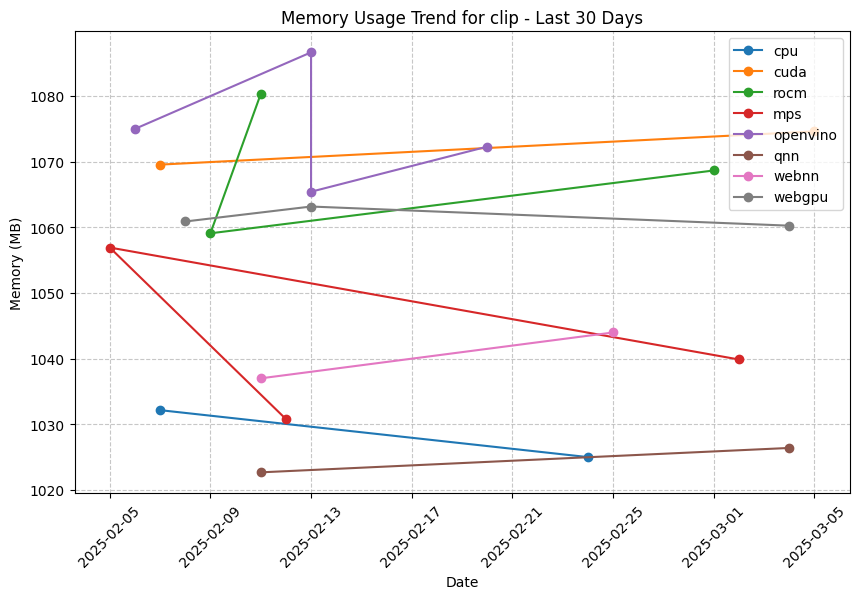 Memory Usage Trend for clip - Last 30 Days
Memory (MB)
1080
1070
1060
1050
1040
1030
1020
cpu
cuda
rocm
mps
openvino
qnn
webnn
webgpu
2025-02-05
2025-02-09
2025-02-13
2025-02-17
2025-02-21
2025-02-25
2025-03-01
2025-03-05
Date